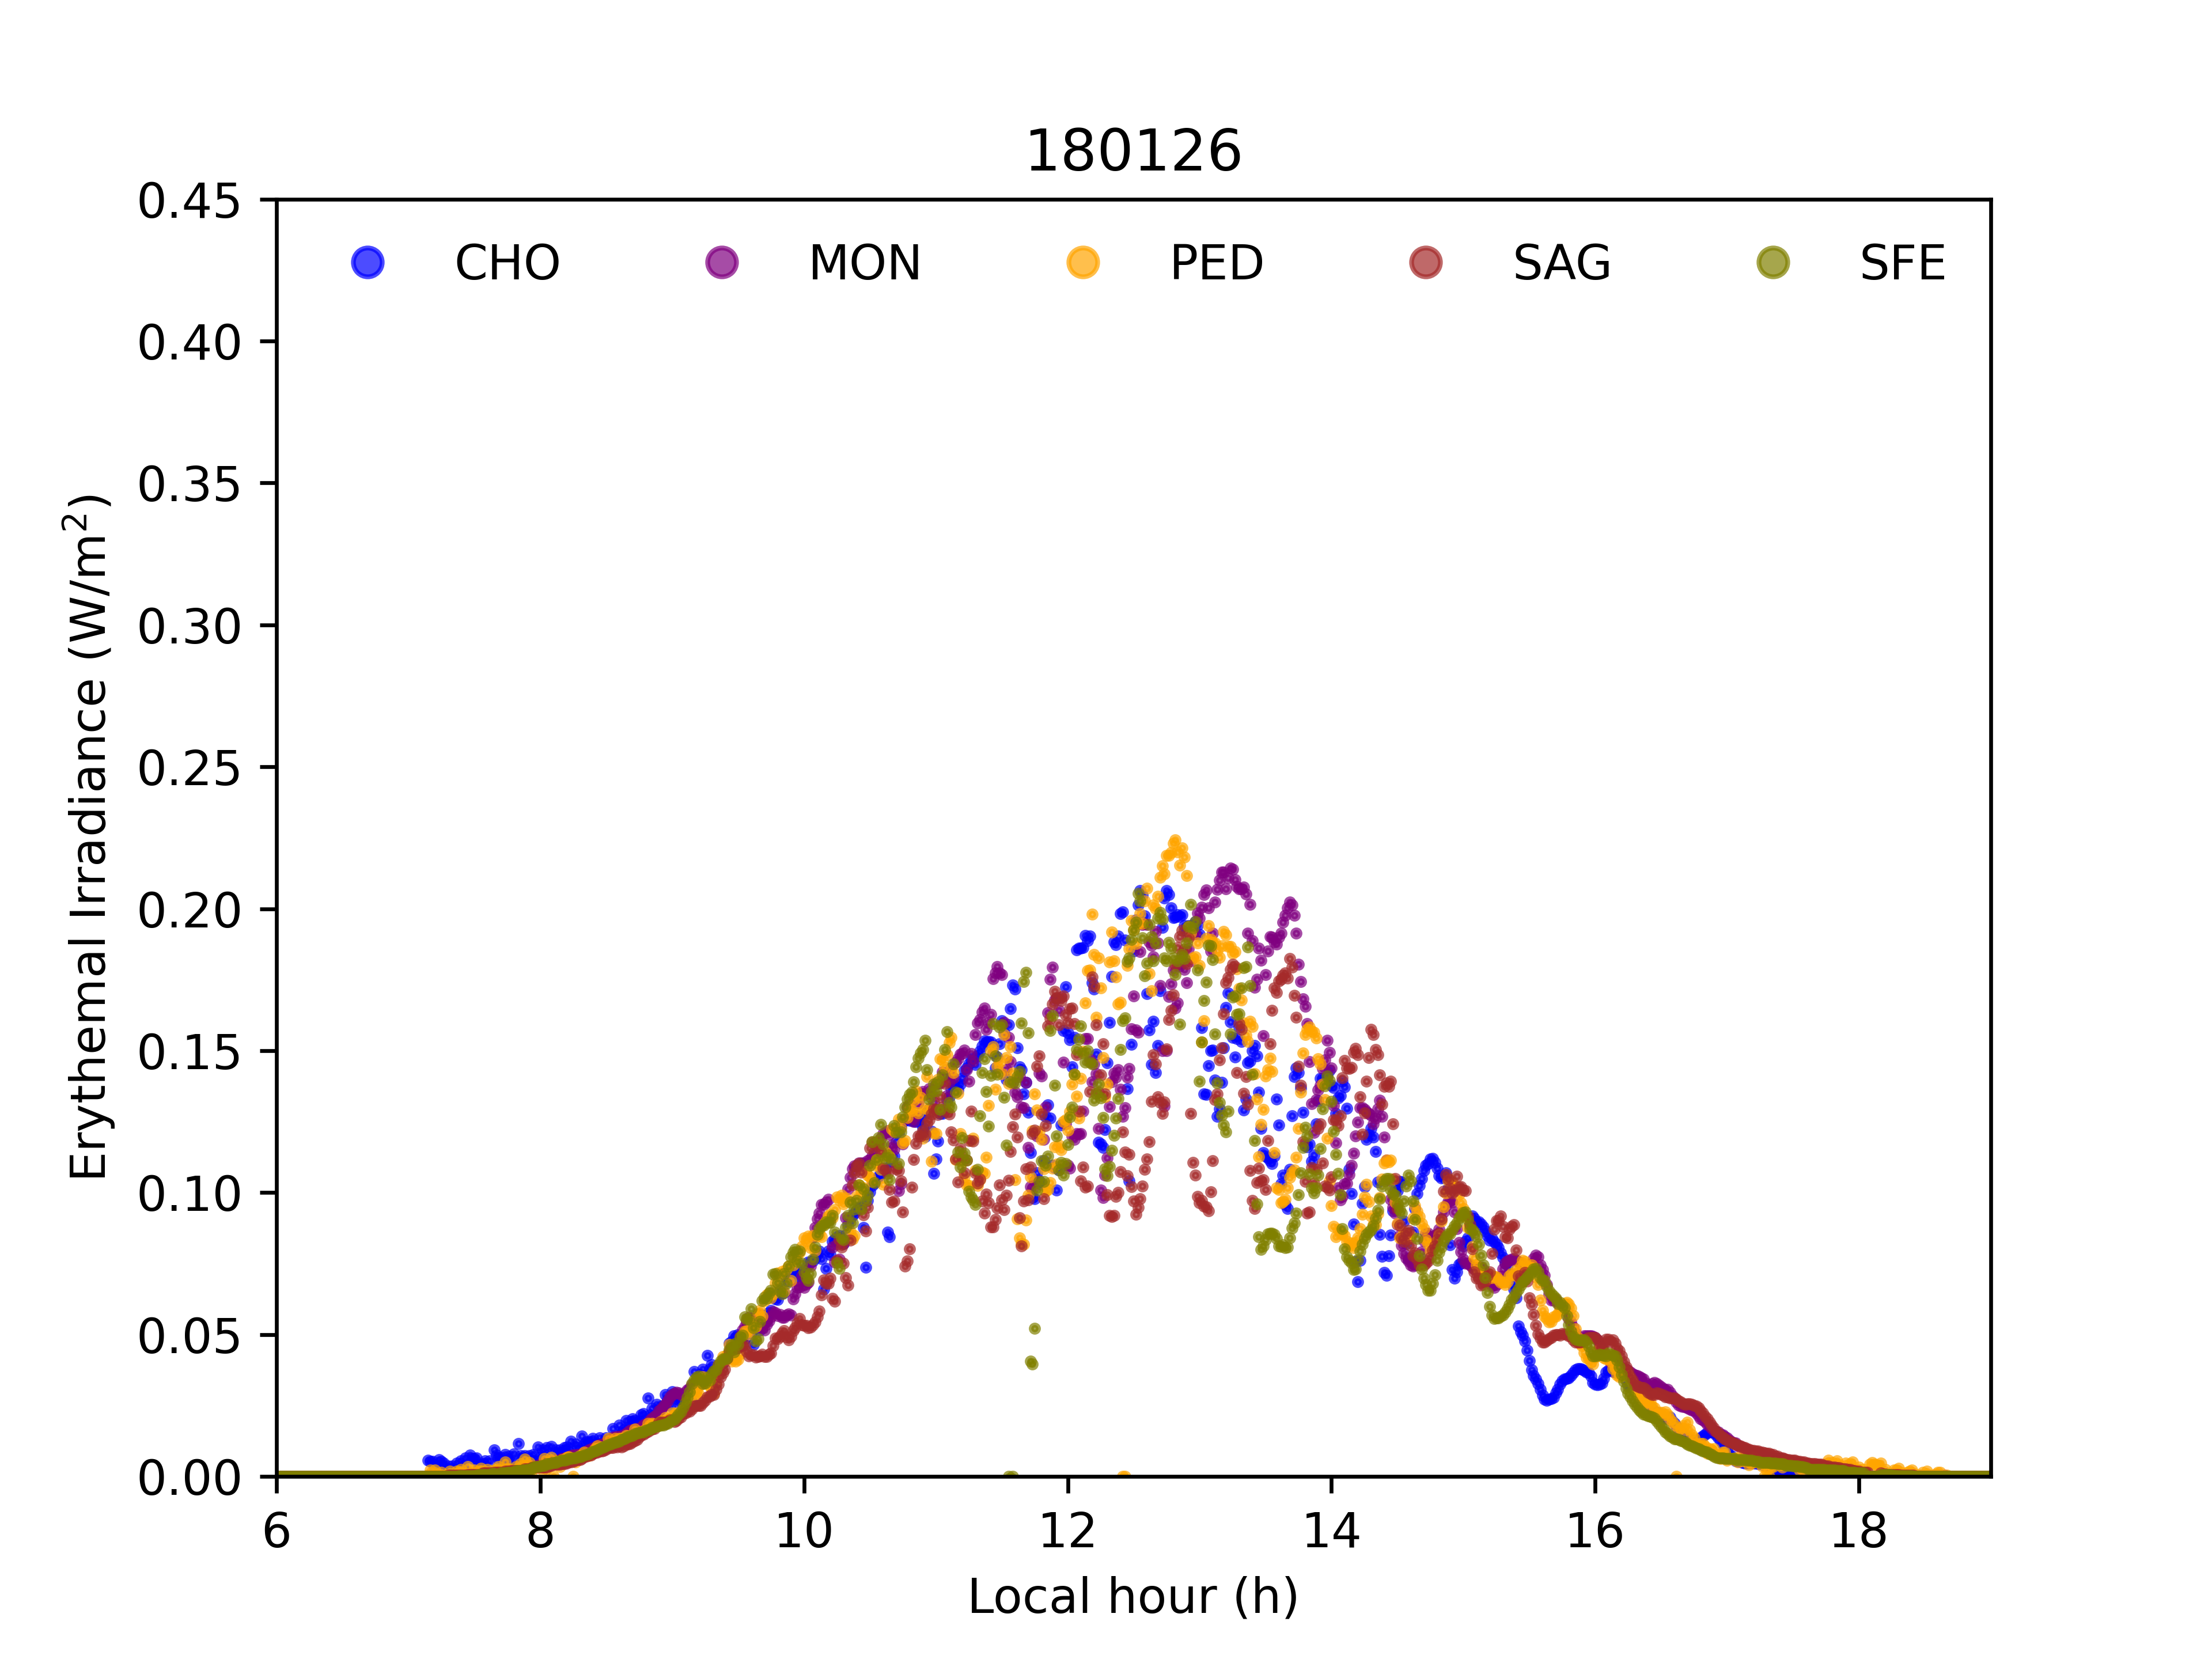 180126
CHO MON PED SAG SFE
0.45
0.40
0.35
0.30
0.25
0.20
0.15
0.10
0.05
0.00
Erythemal Irradiance (W/m²)
6 8 10 12 14 16 18
Local hour (h)